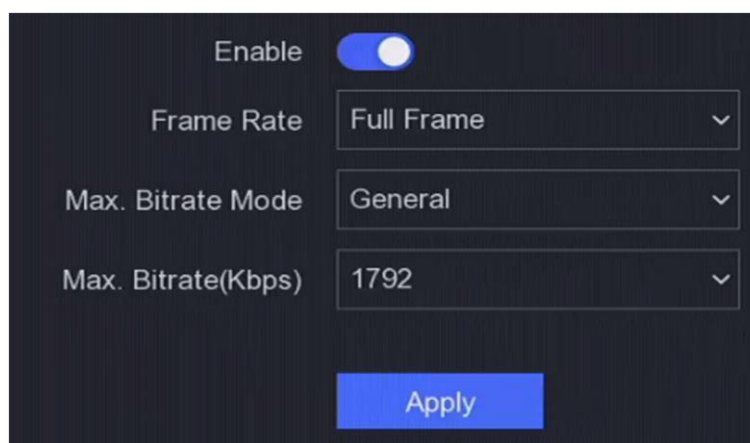 Enable
Frame Rate Full Frame
Max. Bitrate Mode General
Max. Bitrate(Kbps) 1792
Apply